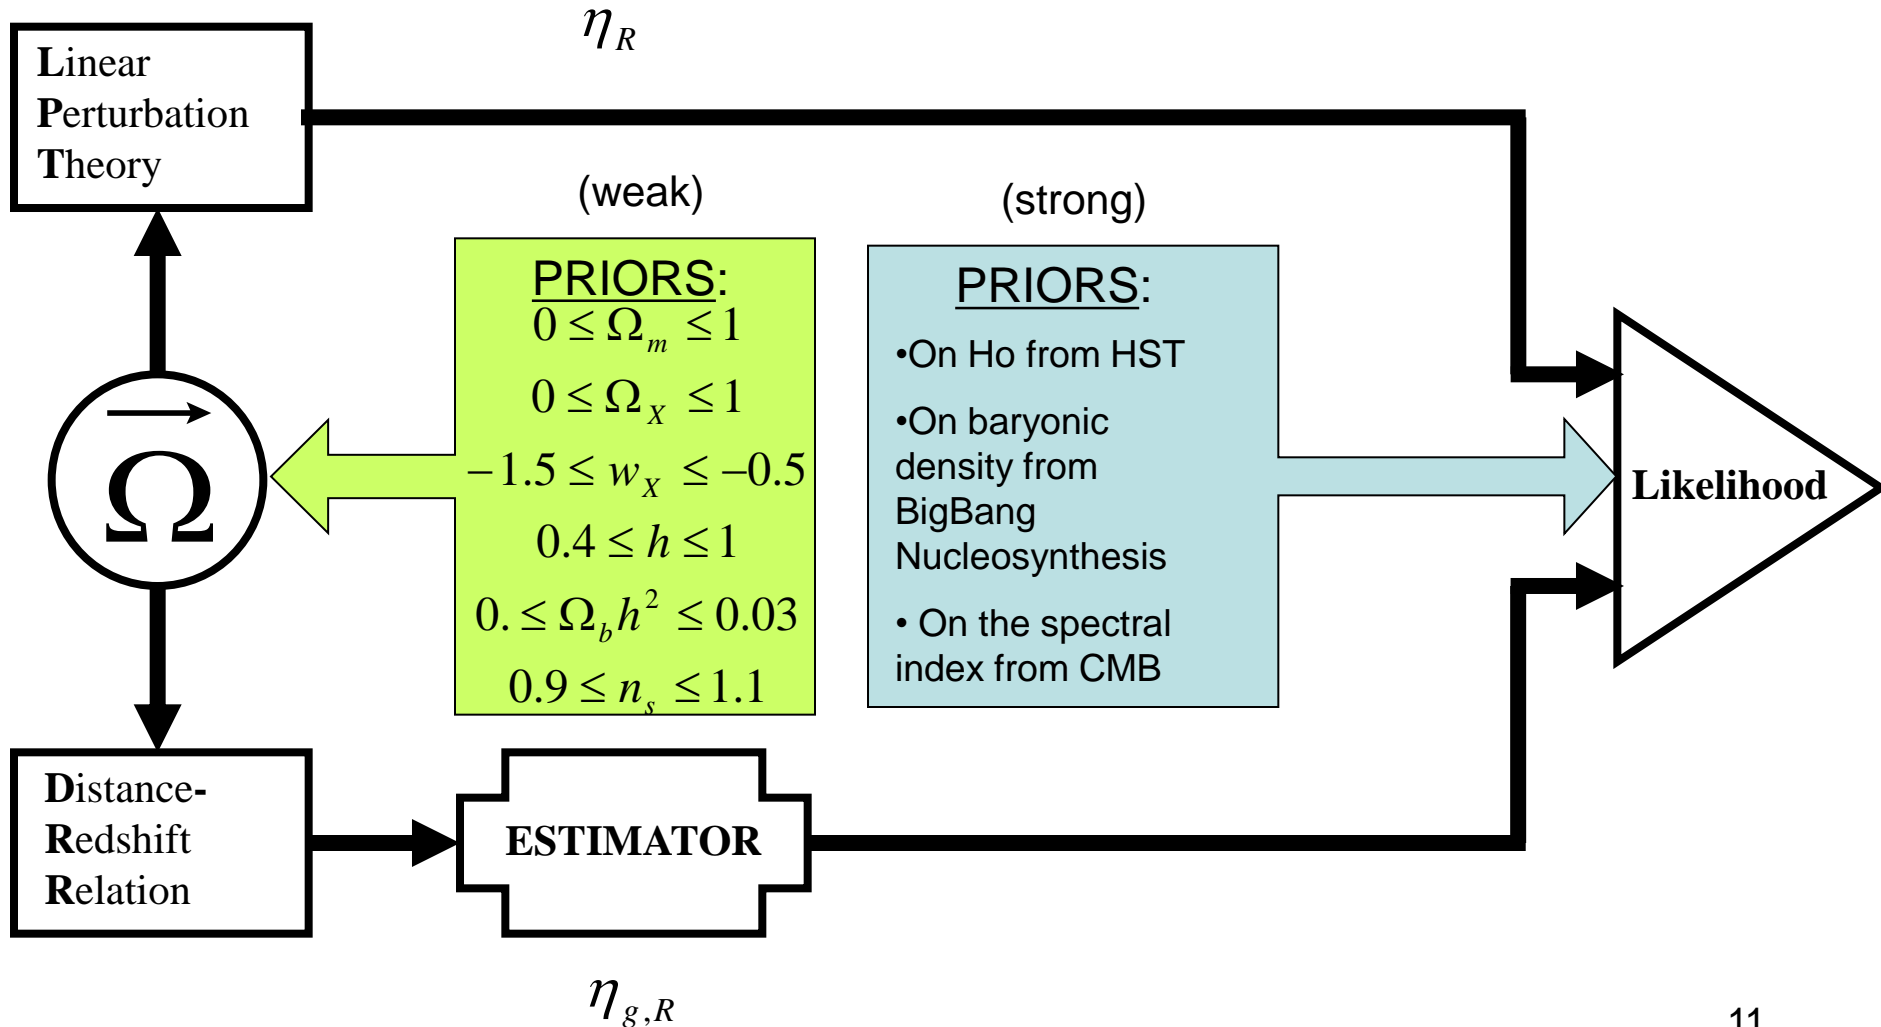 η_R
Linear
Perturbation
Theory
(weak)
PRIORS:
0 ≤ Ω_m ≤ 1
0 ≤ Ω_X ≤ 1
−1.5 ≤ w_X ≤ −0.5
0.4 ≤ h ≤ 1
0. ≤ Ω_b h² ≤ 0.03
0.9 ≤ n_s ≤ 1.1
(strong)
PRIORS:
•On Ho from HST
•On baryonic
density from
BigBang
Nucleosynthesis
• On the spectral
index from CMB
Ω⃗
Likelihood
Distance-
Redshift
Relation
ESTIMATOR
η_{g,R}
11